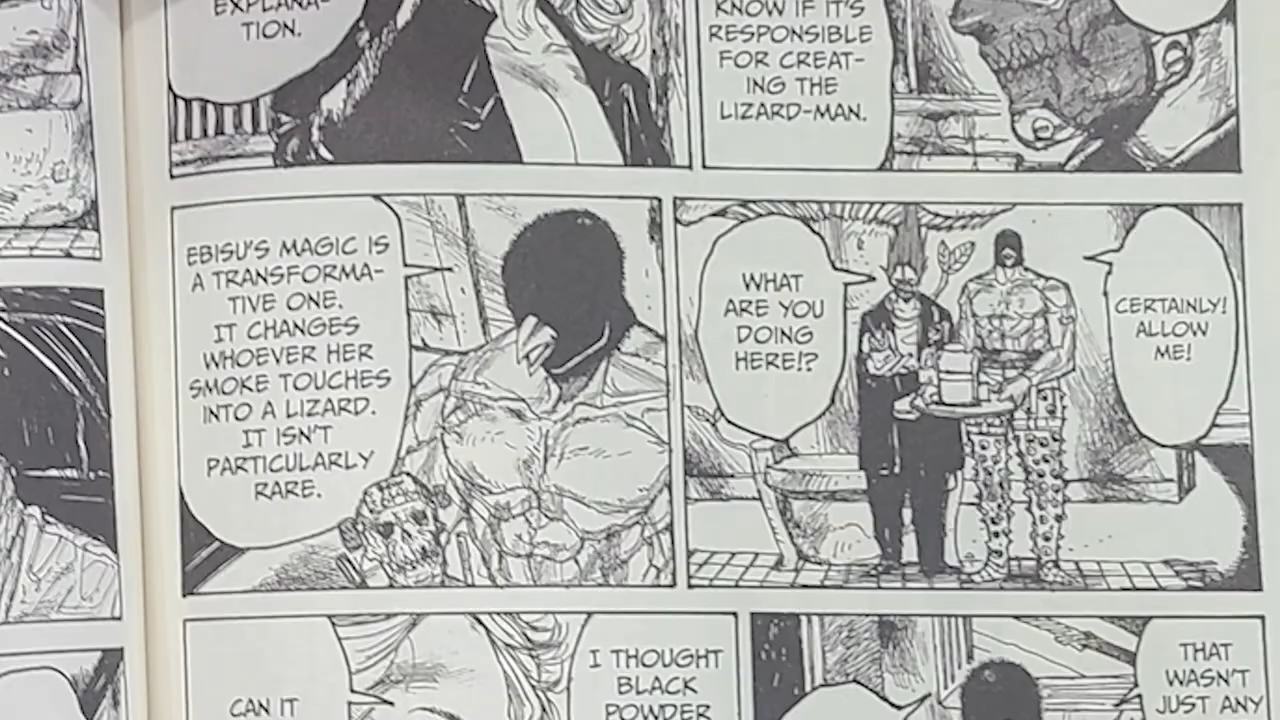 KNOW IF IT'S
RESPONSIBLE
FOR CREAT-
ING THE
LIZARD-MAN.
EXPLANA-
TION.
CERTAINLY!
ALLOW
ME!
WHAT
ARE YOU
DOING
HERE!?
EBISU'S MAGIC IS
A TRANSFORMA-
TIVE ONE.
IT CHANGES
WHOEVER HER
SMOKE TOUCHES
INTO A LIZARD.
IT ISN'T
PARTICULARLY
RARE.
THAT
WASN'T
JUST ANY
I THOUGHT
BLACK
POWDER
CAN IT